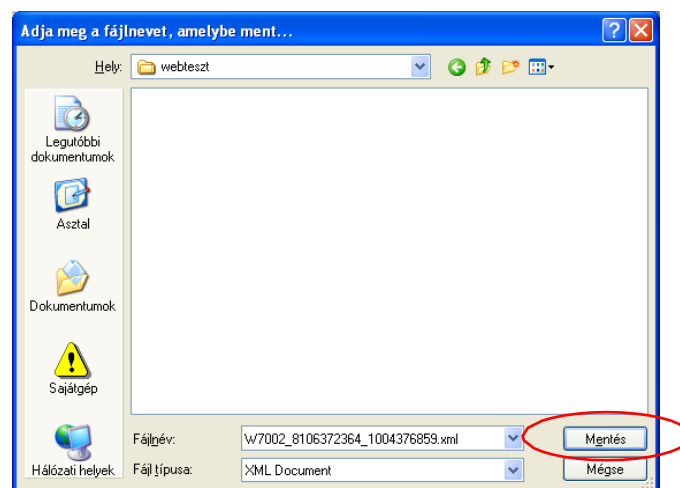 Adja meg a fájlnevet, amelybe ment...
Hely: webteszt
Legutóbbi
dokumentumok
Asztal
Dokumentumok
Sajátgép
Hálózati helyek
Fájlnév: W7002_8106372364_1004376859.xml Mentés
Fájl típusa: XML Document Mégse